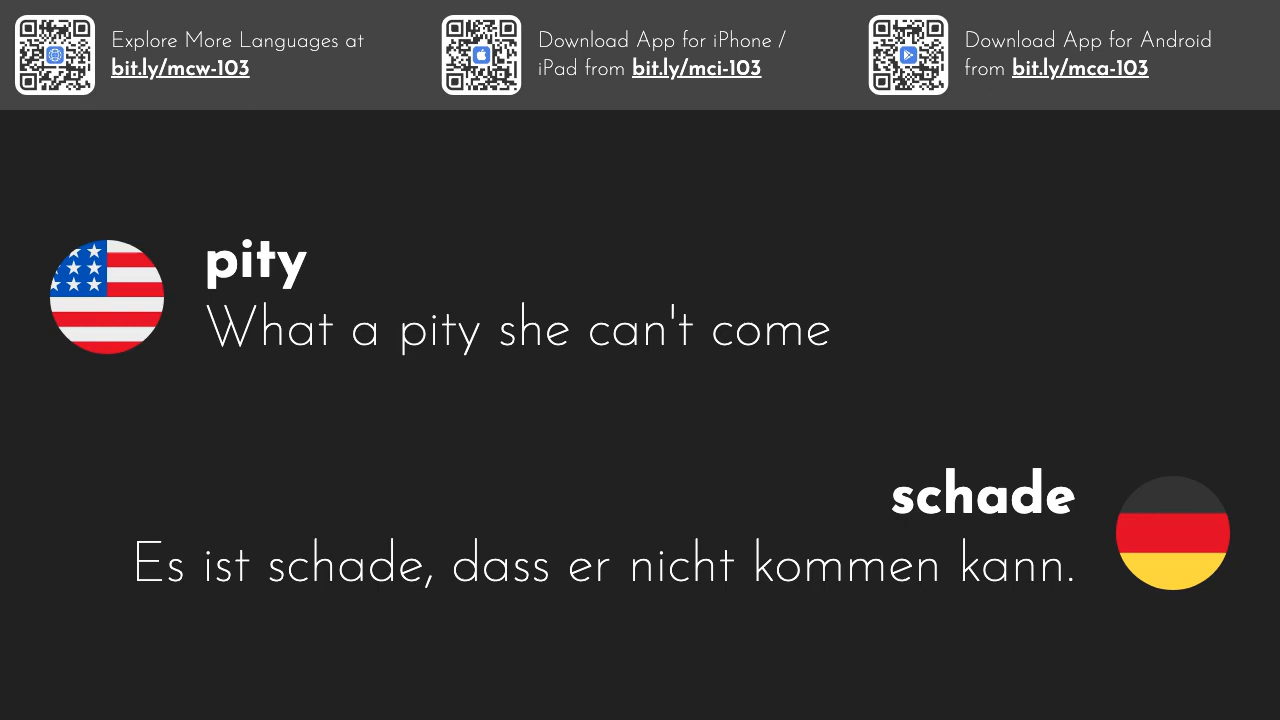 Explore More Languages at
bit.ly/mcw-103
Download App for iPhone /
iPad from bit.ly/mci-103
Download App for Android
from bit.ly/mca-103
pity
What a pity she can't come
schade
Es ist schade, dass er nicht kommen kann.